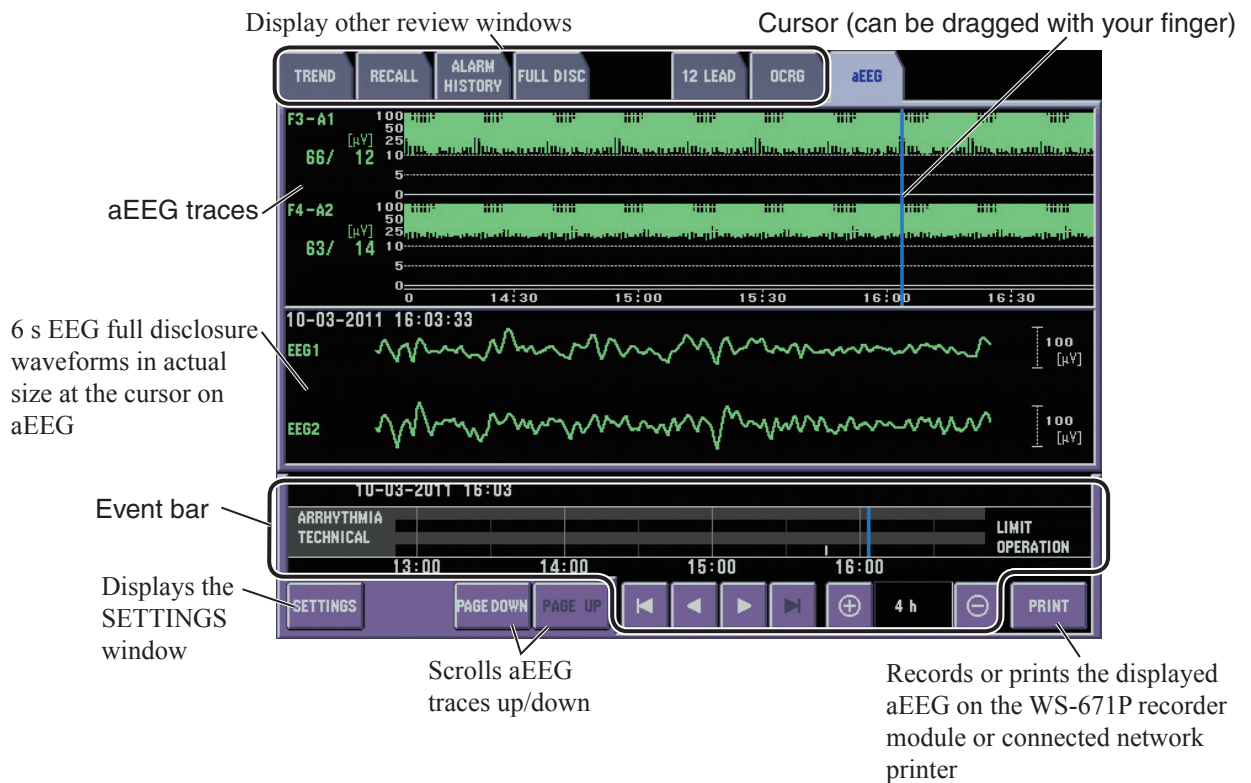 Display other review windows
Cursor (can be dragged with your finger)
TREND
RECALL
ALARM
HISTORY
FULL DISC
12 LEAD
OCRG
aEEG
F3-A1
[µV]
66/ 12
100
50
25
10
5
0
aEEG traces
F4-A2
[µV]
63/ 14
100
50
25
10
5
0
0 14:30 15:00 15:30 16:00 16:30
6 s EEG full disclosure
waveforms in actual
size at the cursor on
aEEG
10-03-2011 16:03:33
EEG1
100
[µV]
EEG2
100
[µV]
Event bar
10-03-2011 16:03
ARRHYTHMIA
TECHNICAL
LIMIT
OPERATION
13:00 14:00 15:00 16:00
Displays the
SETTINGS
window
SETTINGS
PAGE DOWN
PAGE UP
4 h
PRINT
Scrolls aEEG
traces up/down
Records or prints the displayed
aEEG on the WS-671P recorder
module or connected network
printer